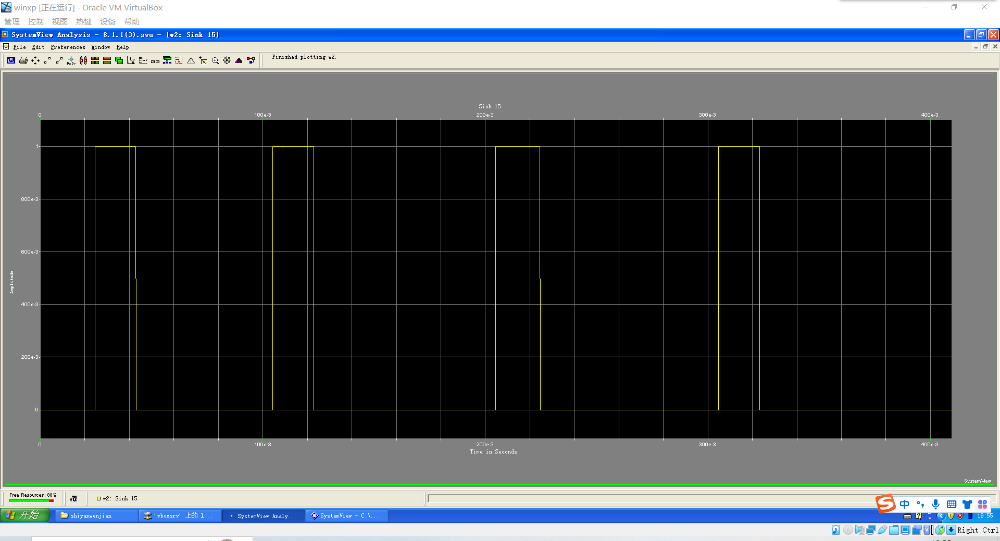 winxp [正在运行] - Oracle VM VirtualBox
管理 控制 视图 热键 设备 帮助
SystemView Analysis - 8.1.1(3).svu - [w2: Sink 15]
File Edit Preferences Window Help
Finished plotting w2.
Sink 15
0 100e-3 200e-3 300e-3 400e-3
1
800e-3
600e-3
Amplitude
400e-3
200e-3
0
0 100e-3 200e-3 300e-3 400e-3
Time in Seconds
SystemView
Free Resources: 88%
√α w2: Sink 15
中
开始 shiyanwenjian 'vboxsrv' 上的 l... SystemView Analy... SystemView - C:\... 19:55
Right Ctrl